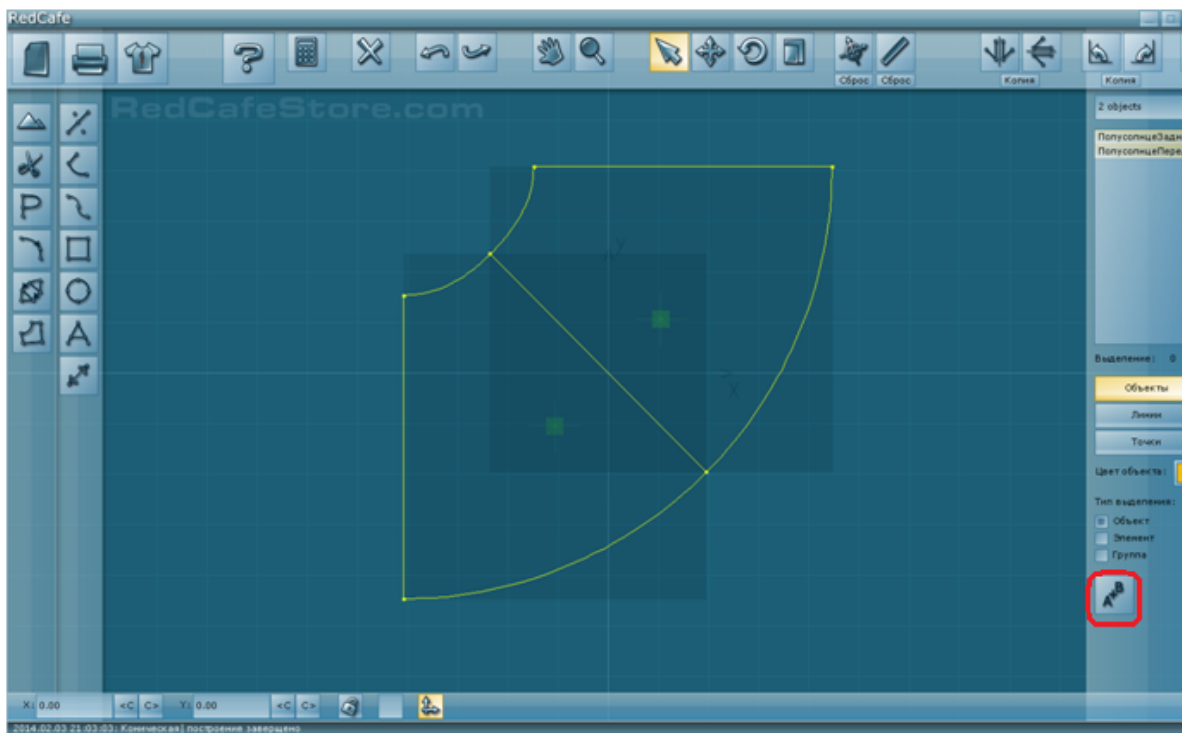 RedCafe
Сброс Сброс Копия Копия
RedCafeStore.com
2 objects
ПолусолнцеЗадн
ПолусолнцеПере
Y
X
Выделение: 0
Объекты
Линии
Точки
Цвет объекта:
Тип выделения:
Объект
Элемент
Группа
A*B
X: 0.00 <C C> Y: 0.00 <C C>
2014.02.03 21:03:03: Коническая| построение завершено